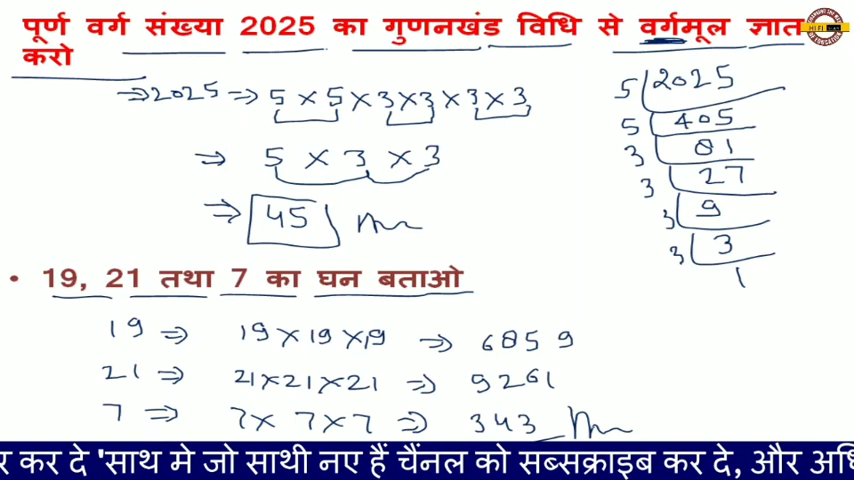 पूर्ण वर्ग संख्या 2025 का गुणनखंड विधि से वर्गमूल ज्ञात
करो
⇒2025 ⇒ 5 × 5 × 3 × 3 × 3 × 3
⇒ 5 × 3 × 3
⇒ 45 Ans
5 2025
5 405
3 81
3 27
3 9
3 3
1
• 19, 21 तथा 7 का घन बताओ
19 ⇒ 19 × 19 × 19 ⇒ 6859
21 ⇒ 21 × 21 × 21 ⇒ 9261
7 ⇒ 7 × 7 × 7 ⇒ 343 Ans
र कर दे 'साथ मे जो साथी नए हैं चैंनल को सब्सक्राइब कर दे, और अधि